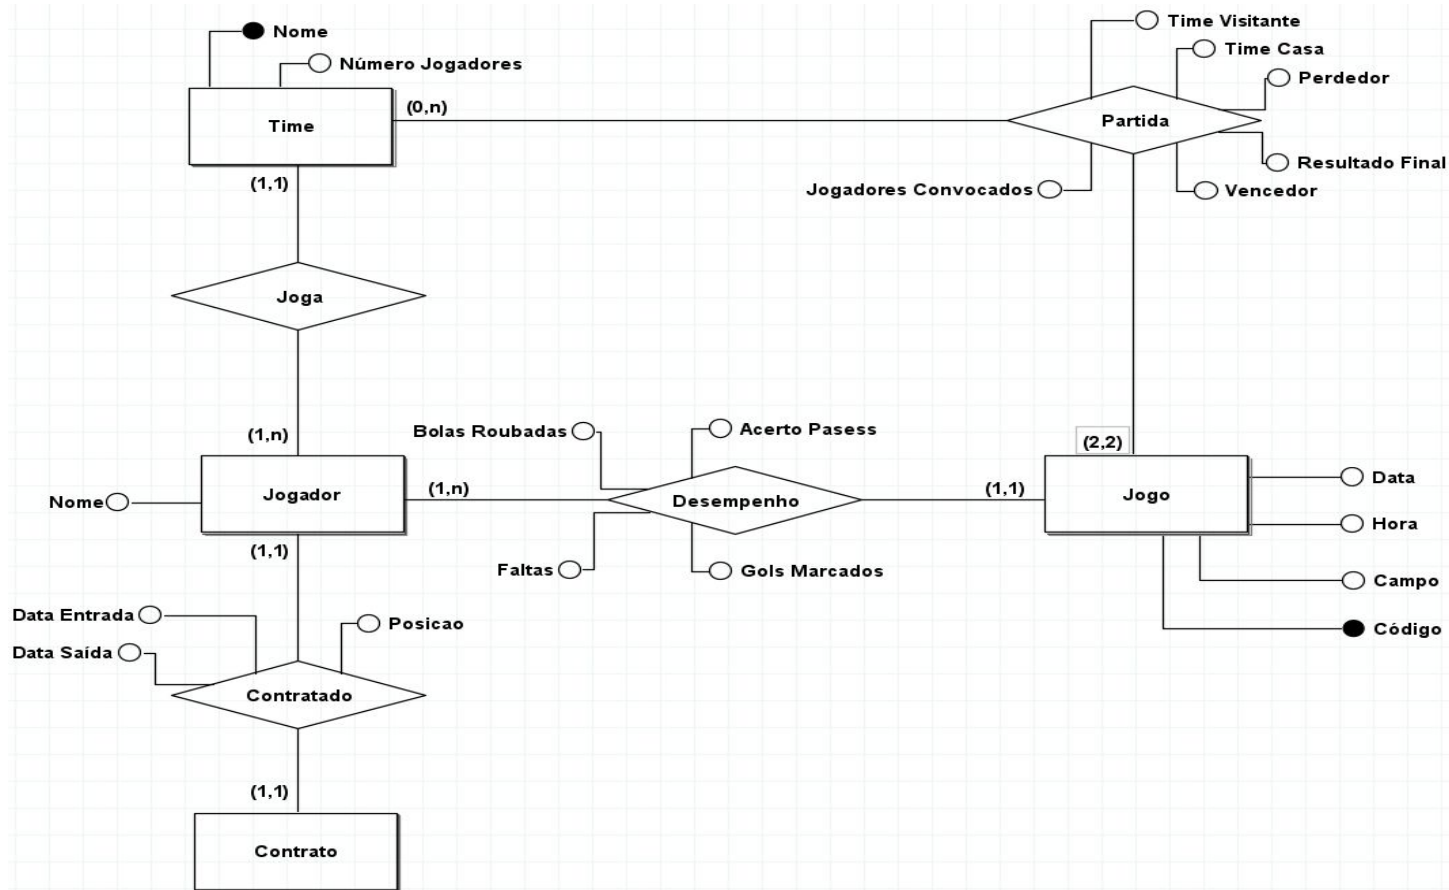 Time Visitante
Nome
Time Casa
Número Jogadores
Perdedor
(0,n)
Time
Partida
Resultado Final
(1,1)
Jogadores Convocados
Vencedor
Joga
(1,n)
Bolas Roubadas
Acerto Pasess
(2,2)
Data
(1,n)
(1,1)
Jogador
Desempenho
Jogo
Nome
Hora
(1,1)
Faltas
Gols Marcados
Campo
Data Entrada
Posicao
Código
Data Saída
Contratado
(1,1)
Contrato